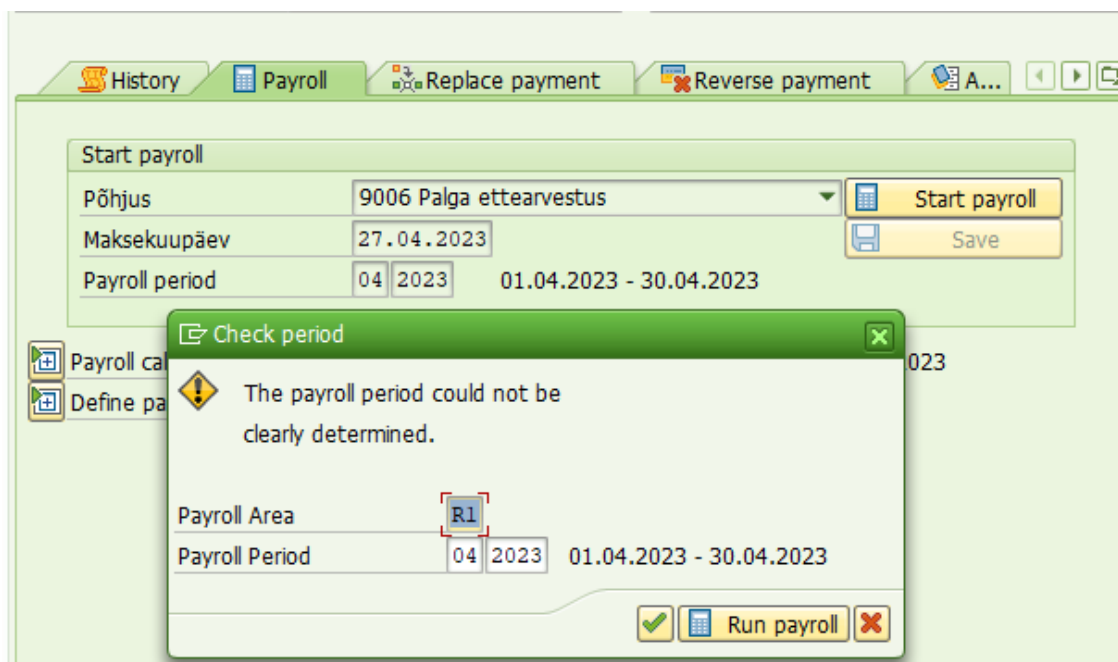 History Payroll Replace payment Reverse payment A...
Start payroll
Põhjus 9006 Palga ettearvestus Start payroll
Maksekuupäev 27.04.2023 Save
Payroll period 04 2023 01.04.2023 - 30.04.2023
Check period
Payroll cal 023
The payroll period could not be
Define pa
clearly determined.
Payroll Area R1
Payroll Period 04 2023 01.04.2023 - 30.04.2023
Run payroll